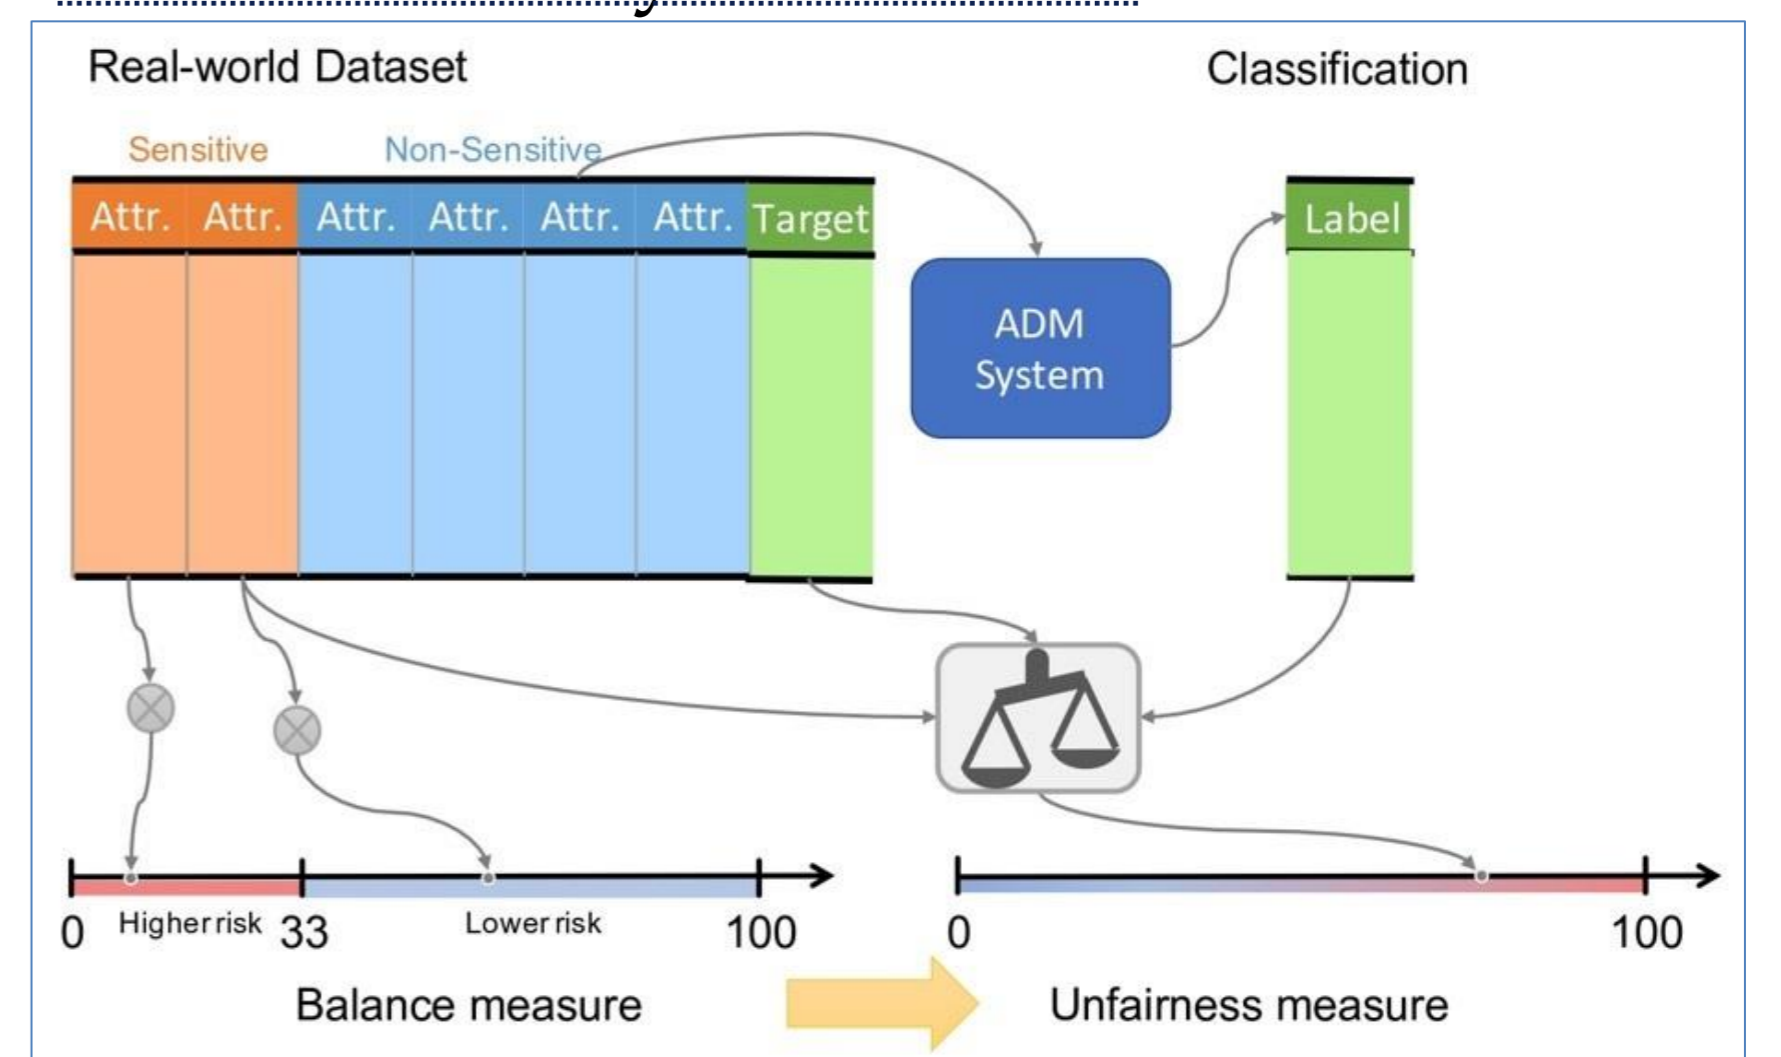 Real-world Dataset
Classification
Sensitive
Non-Sensitive
Attr. Attr. Attr. Attr. Attr. Attr. Target
Label
ADM
System
0 Higher risk 33 Lower risk 100
0 100
Balance measure
Unfairness measure